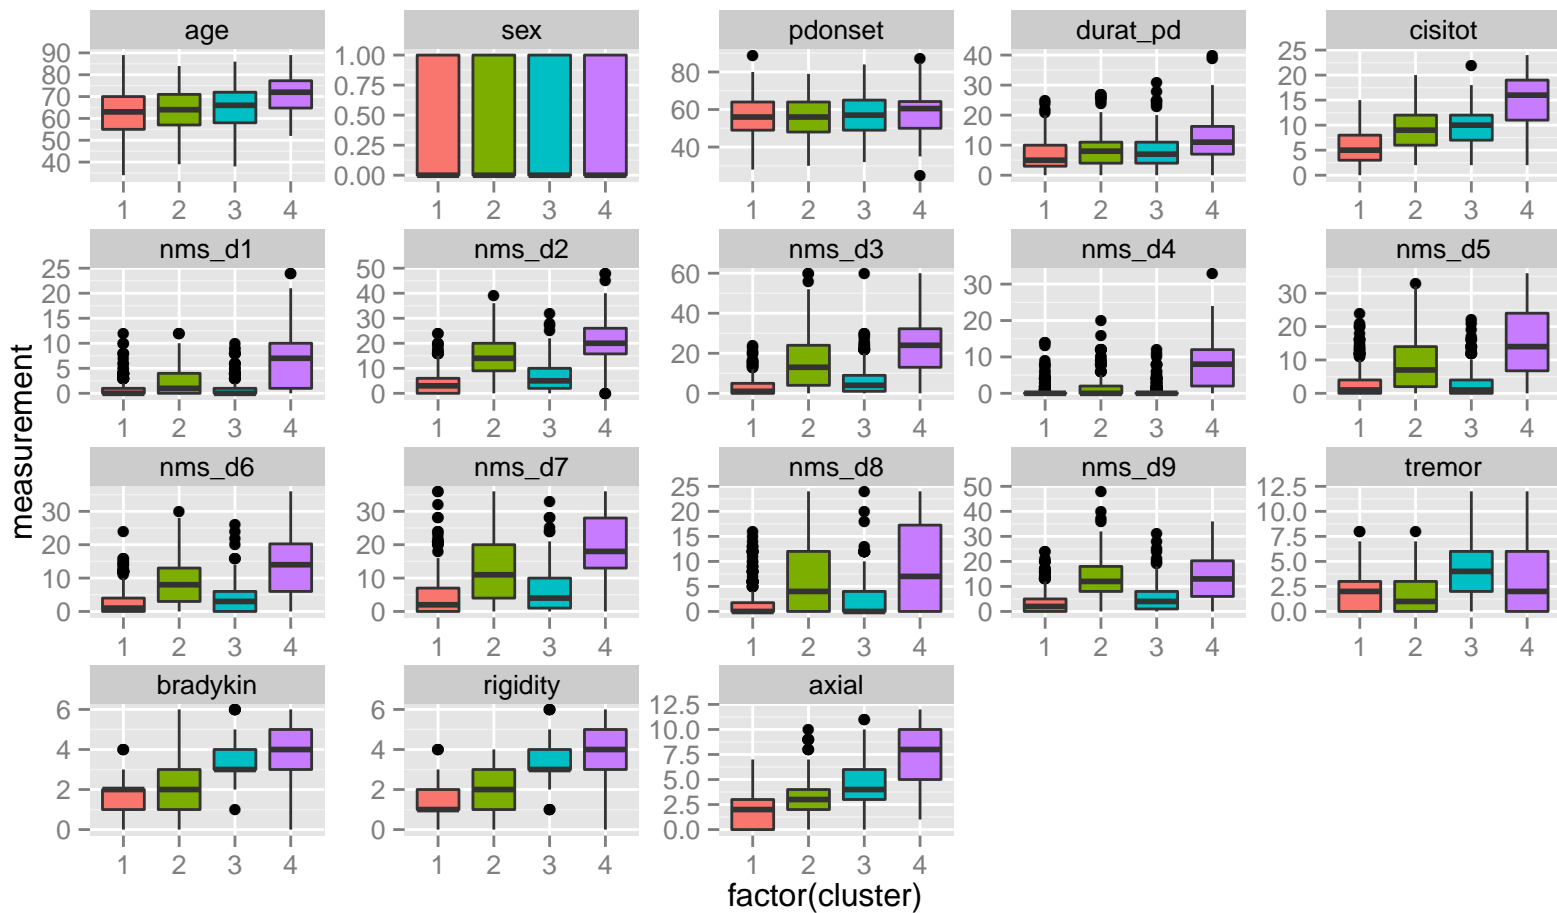 age sex pdonset durat_pd cisitot
90 80 70 60 50 40
1.00 0.75 0.50 0.25 0.00
80 60 40
40 30 20 10 0
25 20 15 10 5 0
1 2 3 4 1 2 3 4 1 2 3 4 1 2 3 4 1 2 3 4
nms_d1 nms_d2 nms_d3 nms_d4 nms_d5
25 20 15 10 5 0
50 40 30 20 10 0
60 40 20 0
30 20 10 0
30 20 10 0
1 2 3 4 1 2 3 4 1 2 3 4 1 2 3 4 1 2 3 4
measurement
nms_d6 nms_d7 nms_d8 nms_d9 tremor
30 20 10 0
30 20 10 0
25 20 15 10 5 0
50 40 30 20 10 0
12.5 10.0 7.5 5.0 2.5 0.0
1 2 3 4 1 2 3 4 1 2 3 4 1 2 3 4 1 2 3 4
bradykin rigidity axial
6 4 2 0
6 4 2 0
12.5 10.0 7.5 5.0 2.5 0.0
1 2 3 4 1 2 3 4 1 2 3 4
factor(cluster)